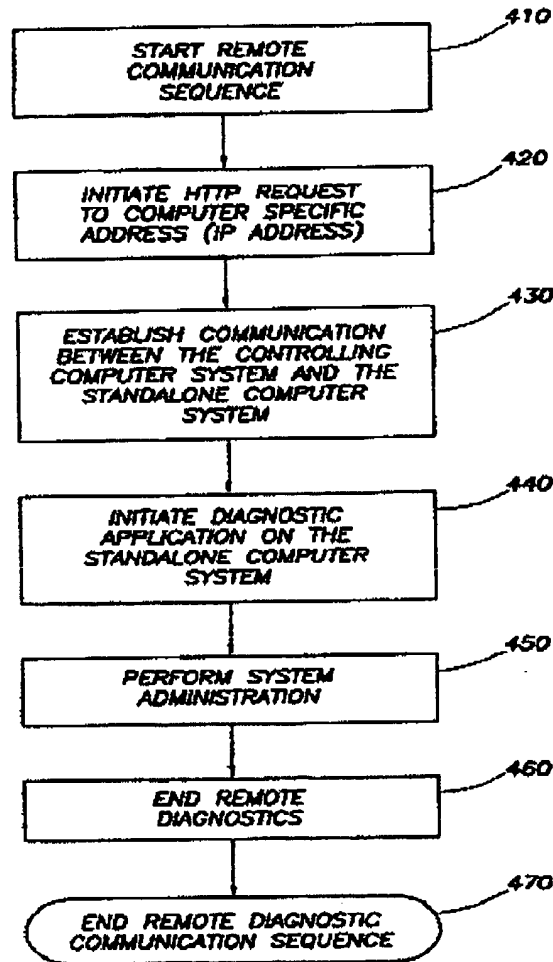 410
START REMOTE
COMMUNICATION
SEQUENCE
420
INITIATE HTTP REQUEST
TO COMPUTER SPECIFIC
ADDRESS (IP ADDRESS)
430
ESTABLISH COMMUNICATION
BETWEEN THE CONTROLLING
COMPUTER SYSTEM AND THE
STANDALONE COMPUTER
SYSTEM
440
INITIATE DIAGNOSTIC
APPLICATION ON THE
STANDALONE COMPUTER
SYSTEM
450
PERFORM SYSTEM
ADMINISTRATION
460
END REMOTE
DIAGNOSTICS
470
END REMOTE DIAGNOSTIC
COMMUNICATION SEQUENCE